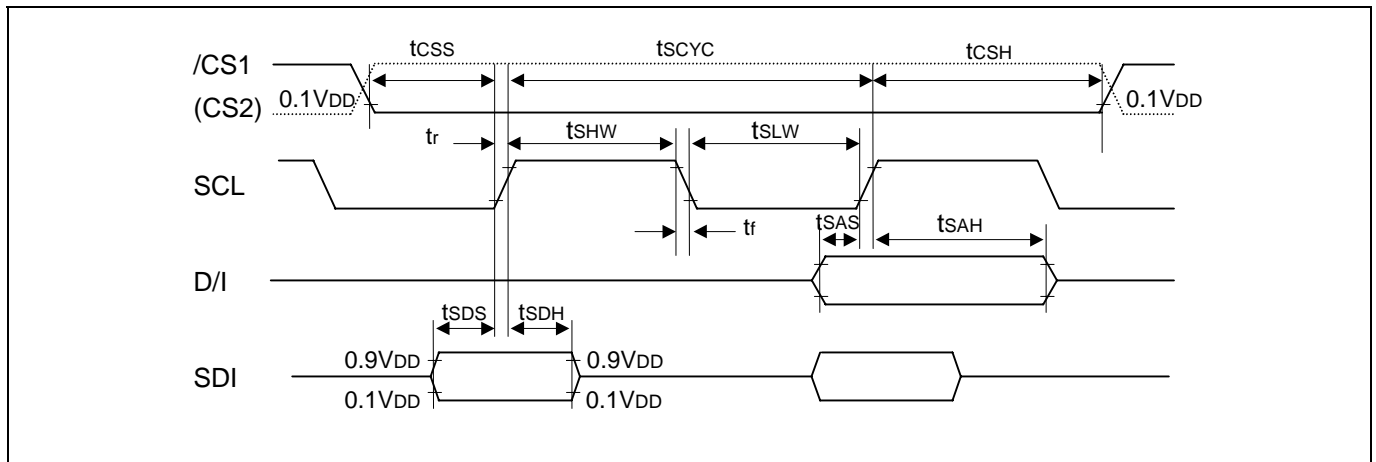 tCSS tSCYC tCSH
/CS1
(CS2) 0.1VDD 0.1VDD
tr tSHW tSLW
SCL
tf tSAS tSAH
D/I
tSDS tSDH
0.9VDD 0.9VDD
SDI
0.1VDD 0.1VDD